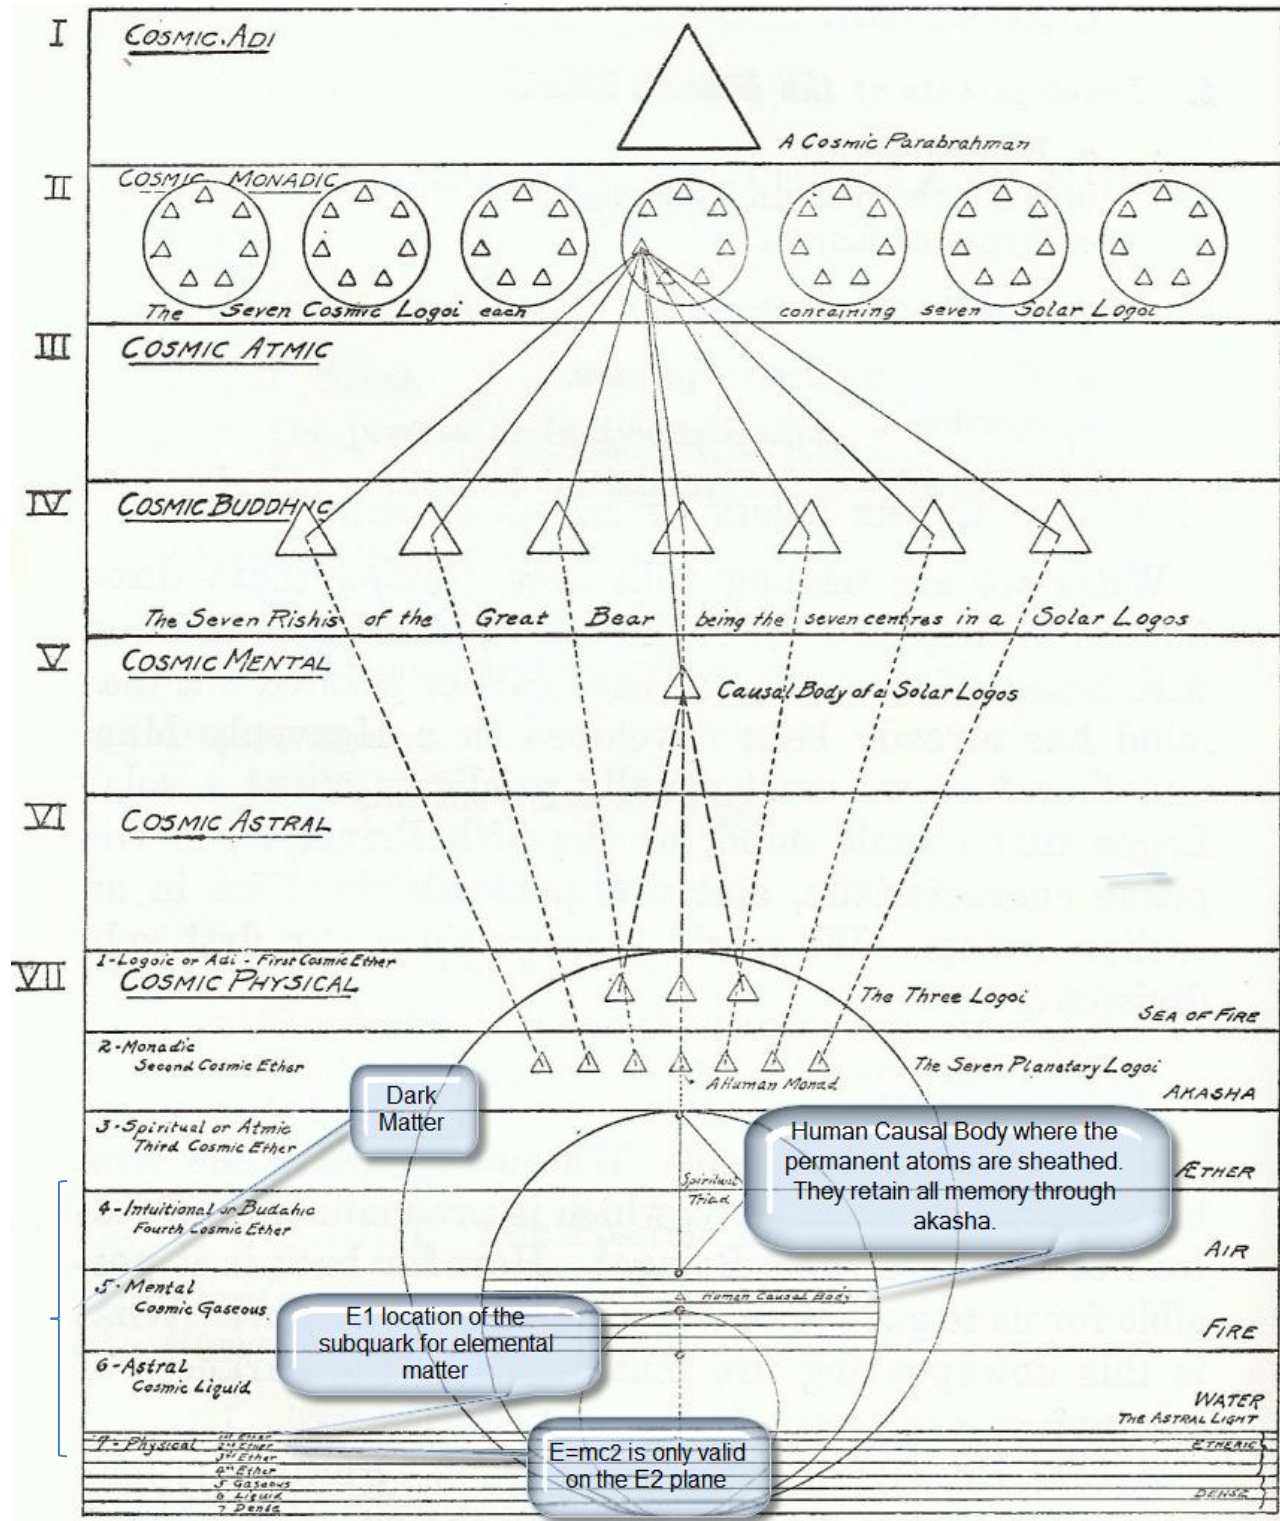 I
COSMIC ADI
A Cosmic Parabrahman
II
COSMIC MONADIC
The Seven Cosmic Logoi each containing seven Solar Logoi
III
COSMIC ATMIC
IV
COSMIC BUDDHIC
The Seven Rishis of the Great Bear being the seven centres in a Solar Logos
V
COSMIC MENTAL
Causal Body of a Solar Logos
VI
COSMIC ASTRAL
VII
1-Logoic or Adi - First Cosmic Ether
COSMIC PHYSICAL
The Three Logoi
SEA OF FIRE
2-Monadic
Second Cosmic Ether
The Seven Planetary Logoi
A Human Monad
AKASHA
Dark
Matter
3-Spiritual or Atmic
Third Cosmic Ether
Human Causal Body where the
permanent atoms are sheathed.
They retain all memory through
akasha.
ÆTHER
Spiritual
Triad
4-Intuitional or Buddhic
Fourth Cosmic Ether
AIR
5-Mental
Cosmic Gaseous
Human Causal Body
E1 location of the
subquark for elemental
matter
FIRE
6-Astral
Cosmic Liquid
WATER
THE ASTRAL LIGHT
7-Physical
1st Ether
2nd Ether
3rd Ether
4th Ether
5 Gaseous
6 Liquid
7 Dense
E=mc2 is only valid
on the E2 plane
ETHERIC
DENSE